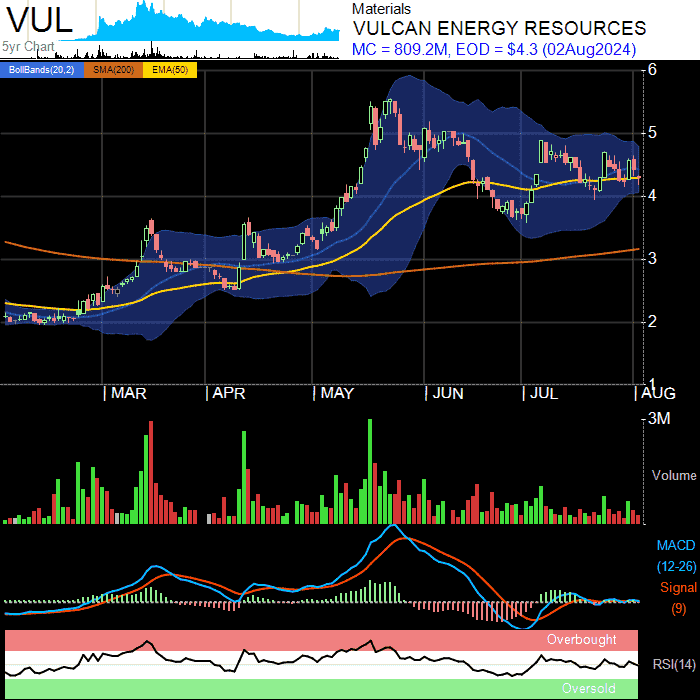 VUL
5yr Chart
Materials
VULCAN ENERGY RESOURCES
MC = 809.2M, EOD = $4.3 (02Aug2024)
BollBands(20,2) SMA(200) EMA(50)
6
5
4
3
2
1
MAR APR MAY JUN JUL AUG
3M
Volume
MACD
(12-26)
Signal
(9)
Overbought
RSI(14)
Oversold